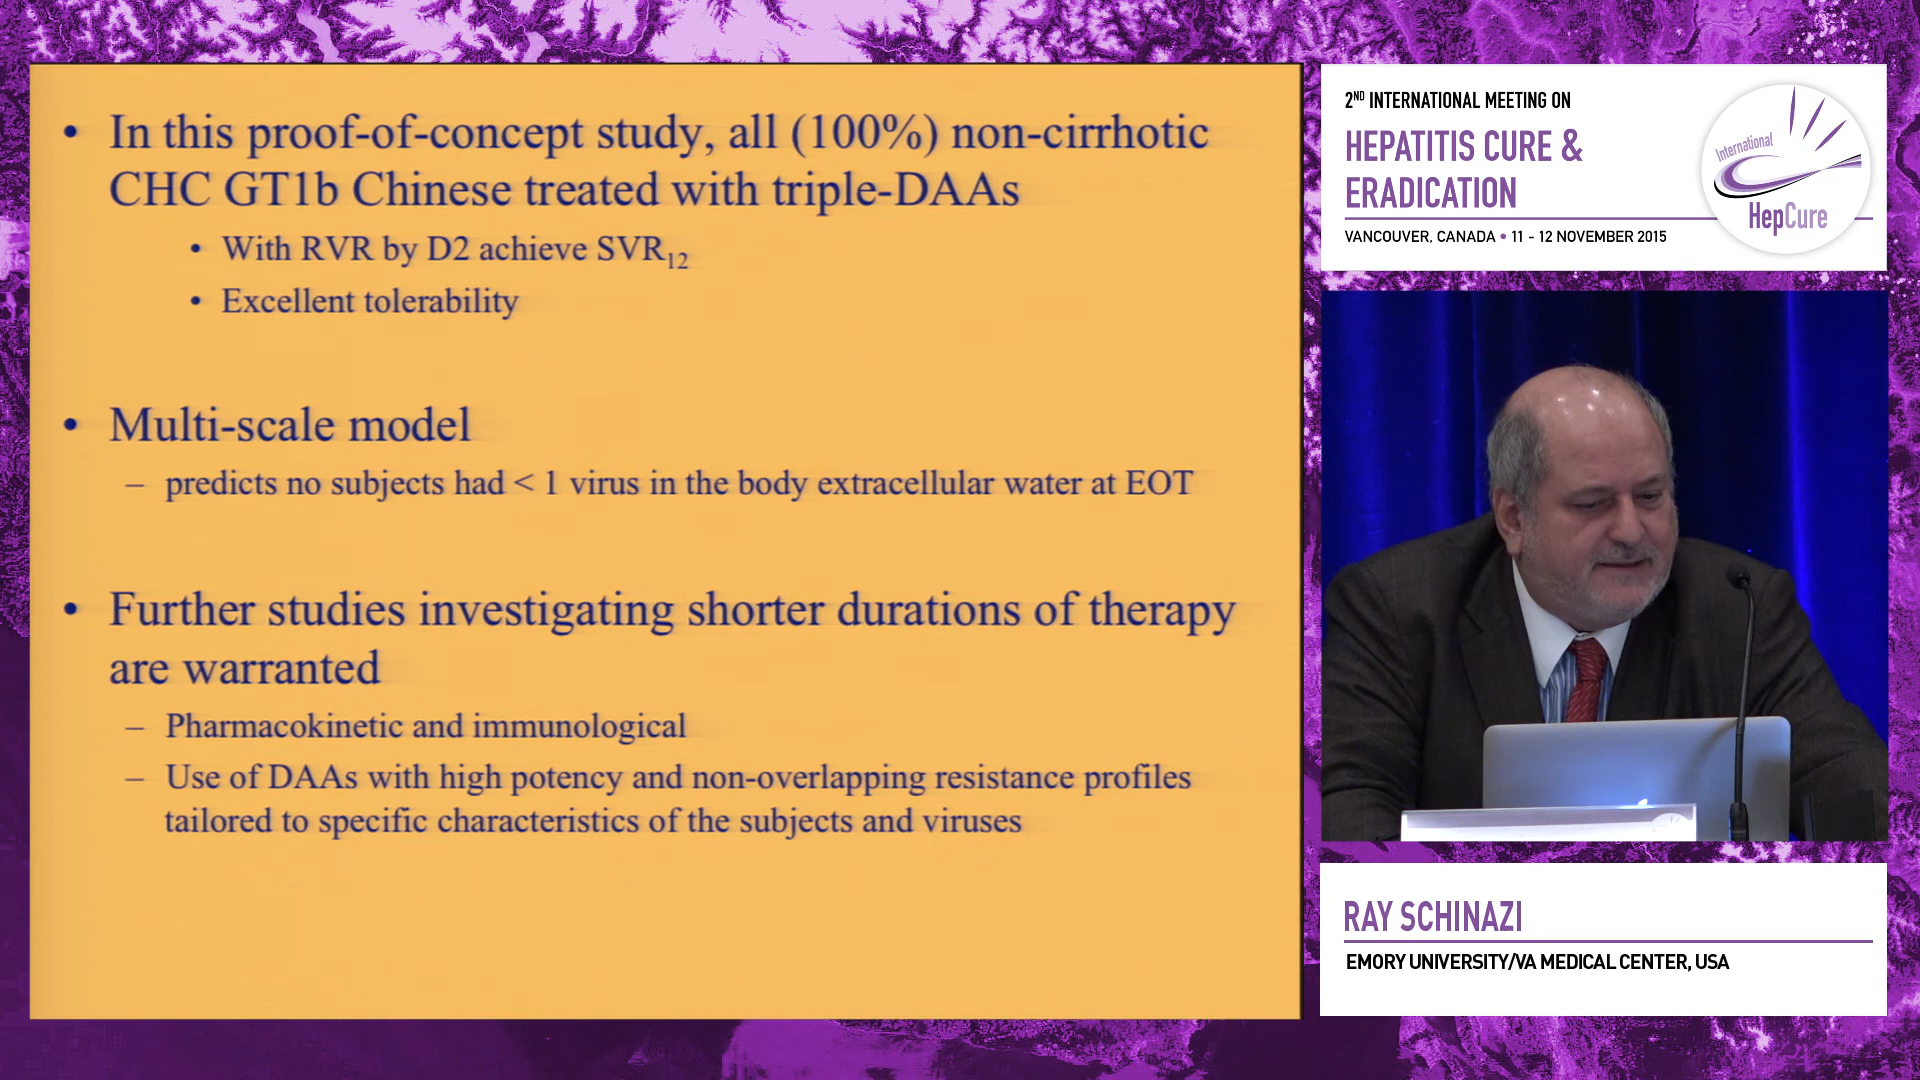 • In this proof-of-concept study, all (100%) non-cirrhotic
CHC GT1b Chinese treated with triple-DAAs
• With RVR by D2 achieve SVR12
• Excellent tolerability
• Multi-scale model
– predicts no subjects had < 1 virus in the body extracellular water at EOT
• Further studies investigating shorter durations of therapy
are warranted
– Pharmacokinetic and immunological
– Use of DAAs with high potency and non-overlapping resistance profiles
tailored to specific characteristics of the subjects and viruses
2ND INTERNATIONAL MEETING ON
HEPATITIS CURE &
ERADICATION
VANCOUVER, CANADA • 11 - 12 NOVEMBER 2015
International
HepCure
RAY SCHINAZI
EMORY UNIVERSITY/VA MEDICAL CENTER, USA